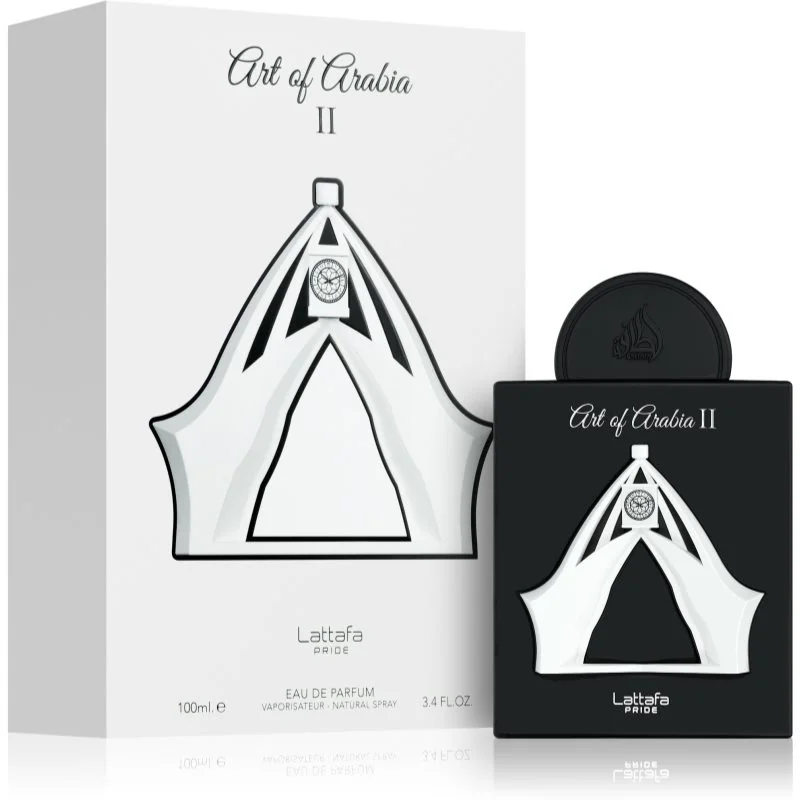 Art of Arabia
II
Lattafa
PRIDE
100ml. e
EAU DE PARFUM
VAPORISATEUR - NATURAL SPRAY
3.4 FL.OZ.
Art of Arabia II
Lattafa
PRIDE